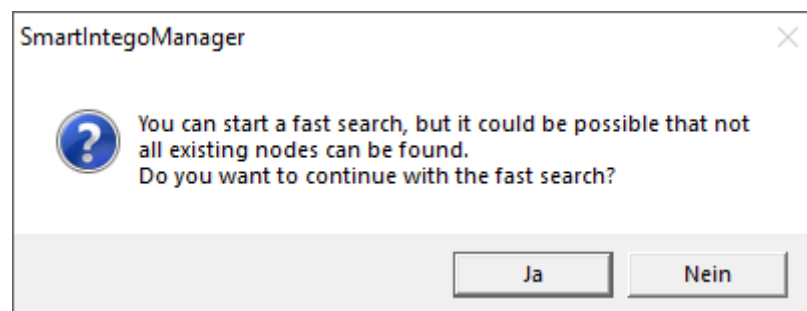 SmartIntegoManager
You can start a fast search, but it could be possible that not
all existing nodes can be found.
Do you want to continue with the fast search?
Ja
Nein